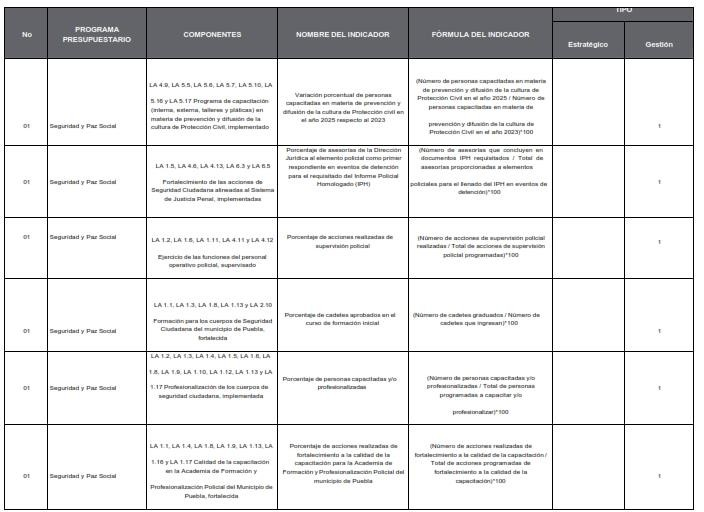 TIPO
No
PROGRAMA
PRESUPUESTARIO
COMPONENTES
NOMBRE DEL INDICADOR
FÓRMULA DEL INDICADOR
Estratégico
Gestión
01
Seguridad y Paz Social
LA 4.9, LA 5.5, LA 5.6, LA 5.7, LA 5.10, LA
5.16 y LA 5.17 Programa de capacitación
(interna, externa, talleres y pláticas) en
materia de prevención y difusión de la
cultura de Protección Civil, implementado
Variación porcentual de personas
capacitadas en materia de prevención y
difusión de la cultura de Protección civil en
el año 2025 respecto al 2023
(Número de personas capacitadas en materia
de prevención y difusión de la cultura de
Protección Civil en el año 2025 / Número de
personas capacitadas en materia de
prevención y difusión de la cultura de
Protección Civil en el año 2023)*100
1
01
Seguridad y Paz Social
LA 1.5, LA 4.6, LA 4.13, LA 6.3 y LA 6.5
Fortalecimiento de las acciones de
Seguridad Ciudadana alineadas al Sistema
de Justicia Penal, implementadas
Porcentaje de asesorías de la Dirección
Jurídica al elemento policial como primer
respondiente en eventos de detención
para el requisitado del Informe Policial
Homologado (IPH)
(Número de asesorías que concluyen en
documentos IPH requisitados / Total de
asesorías proporcionadas a elementos
policiales para el llenado del IPH en eventos de
detención)*100
1
01
Seguridad y Paz Social
LA 1.2, LA 1.6, LA 1.11, LA 4.11 y LA 4.12
Ejercicio de las funciones del personal
operativo policial, supervisado
Porcentaje de acciones realizadas de
supervisión policial
(Número de acciones de supervisión policial
realizadas / Total de acciones de supervisión
policial programadas)*100
1
01
Seguridad y Paz Social
LA 1.1, LA 1.3, LA 1.8, LA 1.13 y LA 2.10
Formación para los cuerpos de Seguridad
Ciudadana del municipio de Puebla,
fortalecida
Porcentaje de cadetes aprobados en el
curso de formación inicial
(Número de cadetes graduados / Número de
cadetes que ingresan)*100
1
01
Seguridad y Paz Social
LA 1.2, LA 1.3, LA 1.4, LA 1.5, LA 1.6, LA
1.8, LA 1.9, LA 1.10, LA 1.12, LA 1.13 y LA
1.17 Profesionalización de los cuerpos de
seguridad ciudadana, implementada
Porcentaje de personas capacitadas y/o
profesionalizadas
(Número de personas capacitadas y/o
profesionalizadas / Total de personas
programadas a capacitar y/o
profesionalizar)*100
1
01
Seguridad y Paz Social
LA 1.1, LA 1.4, LA 1.8, LA 1.9, LA 1.13, LA
1.16 y LA 1.17 Calidad de la capacitación
en la Academia de Formación y
Profesionalización Policial del Municipio de
Puebla, fortalecida
Porcentaje de acciones realizadas de
fortalecimiento a la calidad de la
capacitación para la Academia de
Formación y Profesionalización Policial del
municipio de Puebla
(Número de acciones realizadas de
fortalecimiento a la calidad de la capacitación /
Total de acciones programadas de
fortalecimiento a la calidad de la
capacitación)*100
1